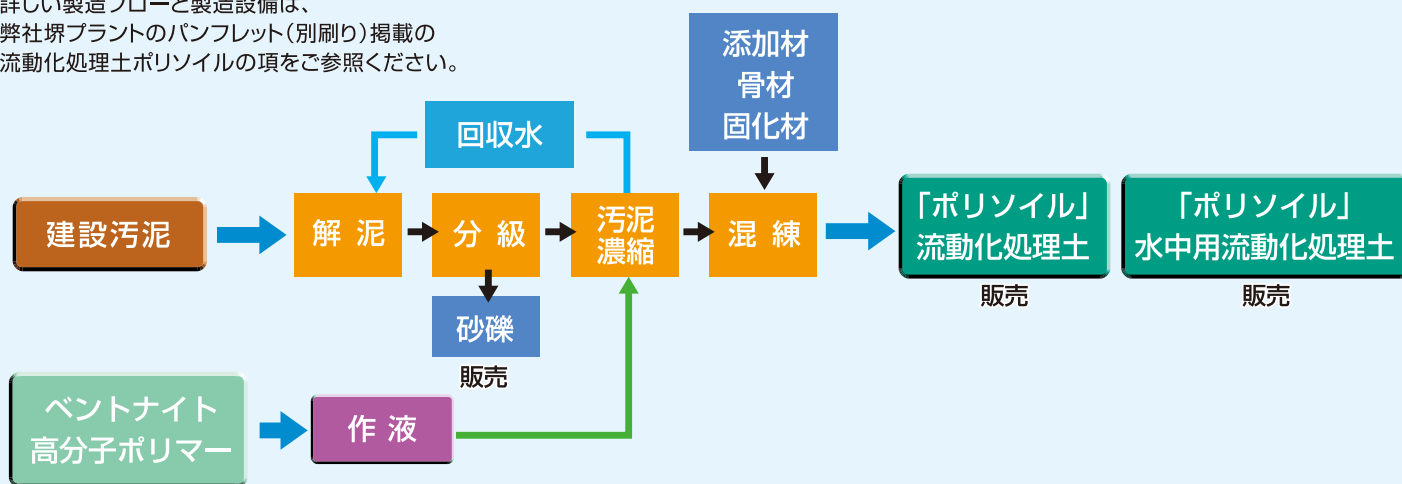 詳しい製造フローと製造設備は、
弊社堺プラントのパンフレット（別刷り）掲載の
流動化処理土ポリソイルの項をご参照ください。
添加材
骨材
固化材
回収水
建設汚泥
解 泥
分 級
汚泥
濃縮
混 練
「ポリソイル」
流動化処理土
販売
「ポリソイル」
水中用流動化処理土
販売
砂礫
販売
ベントナイト
高分子ポリマー
作 液